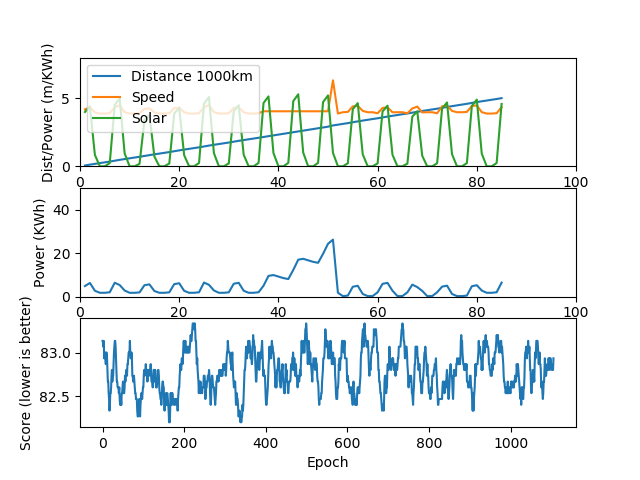 Dist/Power (m/KWh)
Distance 1000km
Speed
Solar
5
0
0 20 40 60 80 100
Power (KWh)
40
20
0
0 20 40 60 80 100
Score (lower is better)
83.0
82.5
0 200 400 600 800 1000
Epoch